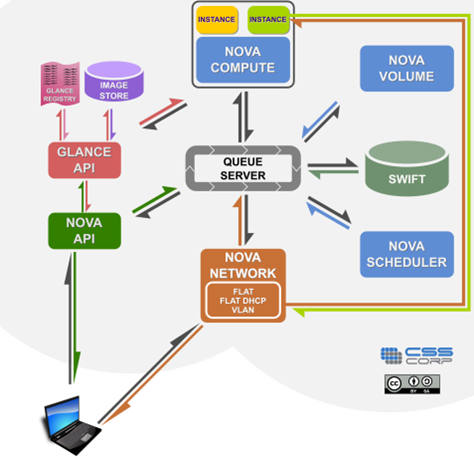 INSTANCE
INSTANCE
NOVA
COMPUTE
NOVA
VOLUME
GLANCE
REGISTRY
IMAGE
STORE
GLANCE
API
QUEUE
SERVER
SWIFT
NOVA
API
NOVA
SCHEDULER
NOVA
NETWORK
FLAT
FLAT DHCP
VLAN
CSS
CORP
cc
BY SA